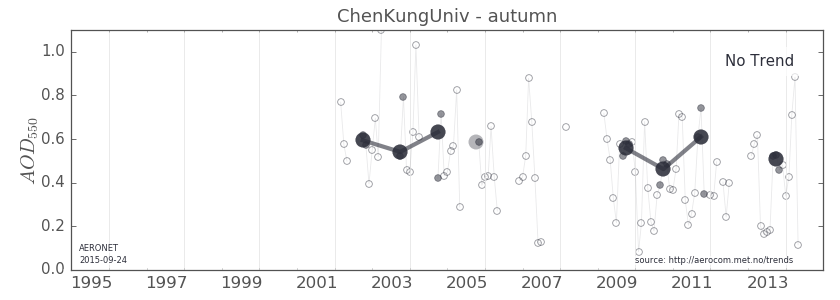 ChenKungUniv - autumn
No Trend
AOD550
1.0
0.8
0.6
0.4
0.2
0.0
AERONET
2015-09-24
source: http://aerocom.met.no/trends
1995 1997 1999 2001 2003 2005 2007 2009 2011 2013